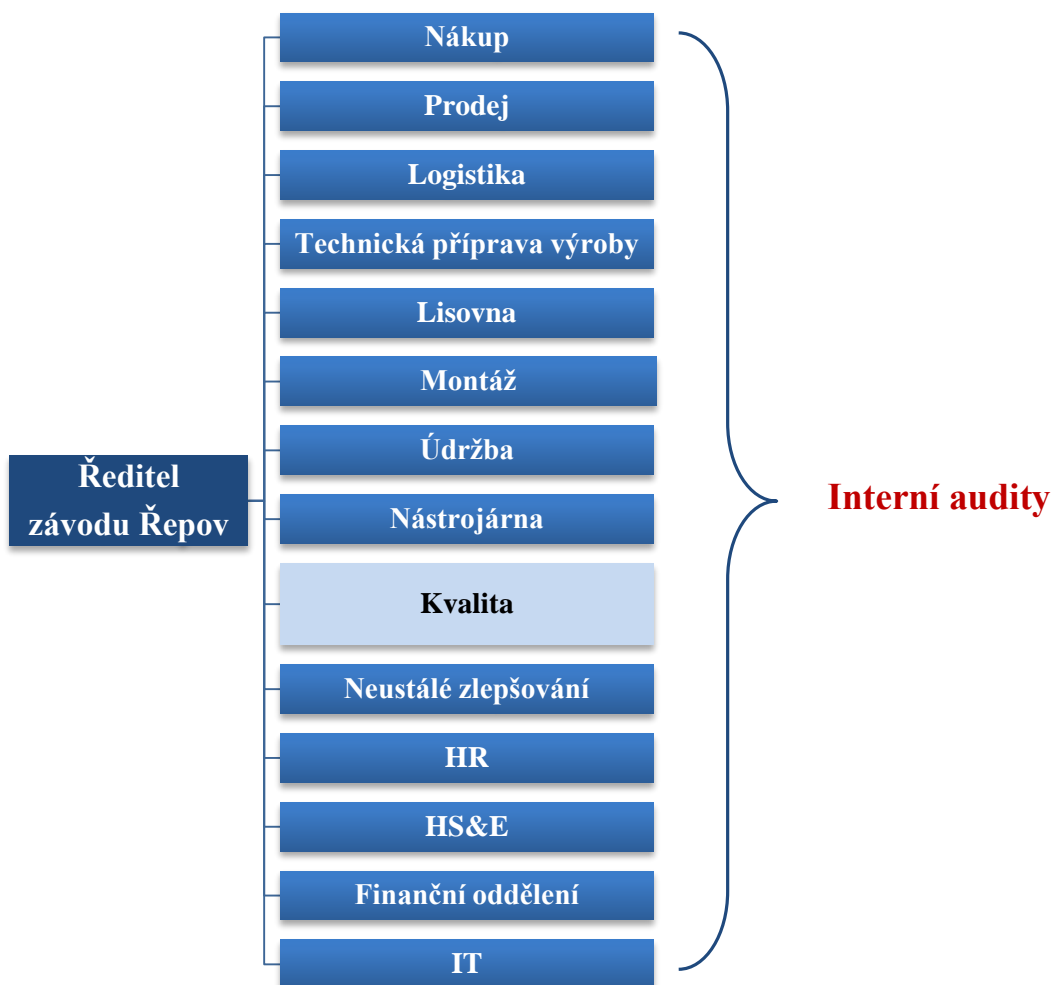 Nákup
Prodej
Logistika
Technická příprava výroby
Lisovna
Montáž
Údržba
Ředitel
závodu Řepov
Nástrojárna
Interní audity
Kvalita
Neustálé zlepšování
HR
HS&E
Finanční oddělení
IT